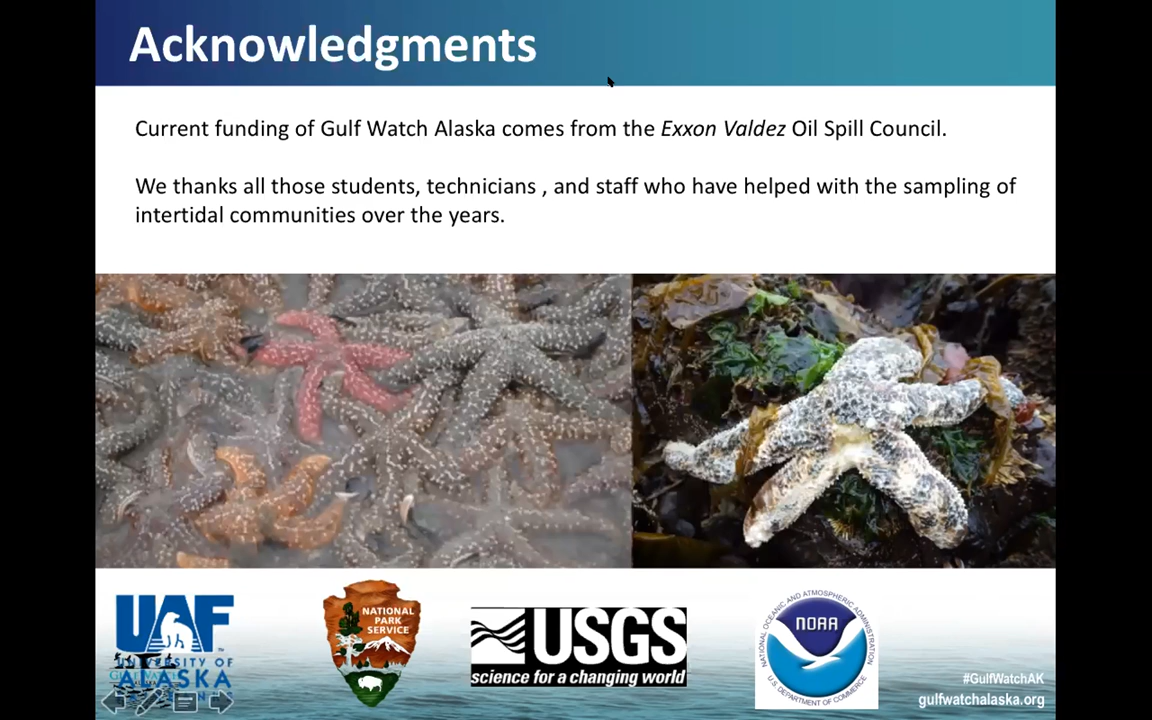 Acknowledgments
Current funding of Gulf Watch Alaska comes from the Exxon Valdez Oil Spill Council.
We thanks all those students, technicians , and staff who have helped with the sampling of
intertidal communities over the years.
UAF
UNIVERSITY OF
ALASKA
NATIONAL
PARK
SERVICE
USGS
science for a changing world
NATIONAL OCEANIC AND ATMOSPHERIC ADMINISTRATION
NOAA
U.S. DEPARTMENT OF COMMERCE
#GulfWatchAK
gulfwatchalaska.org